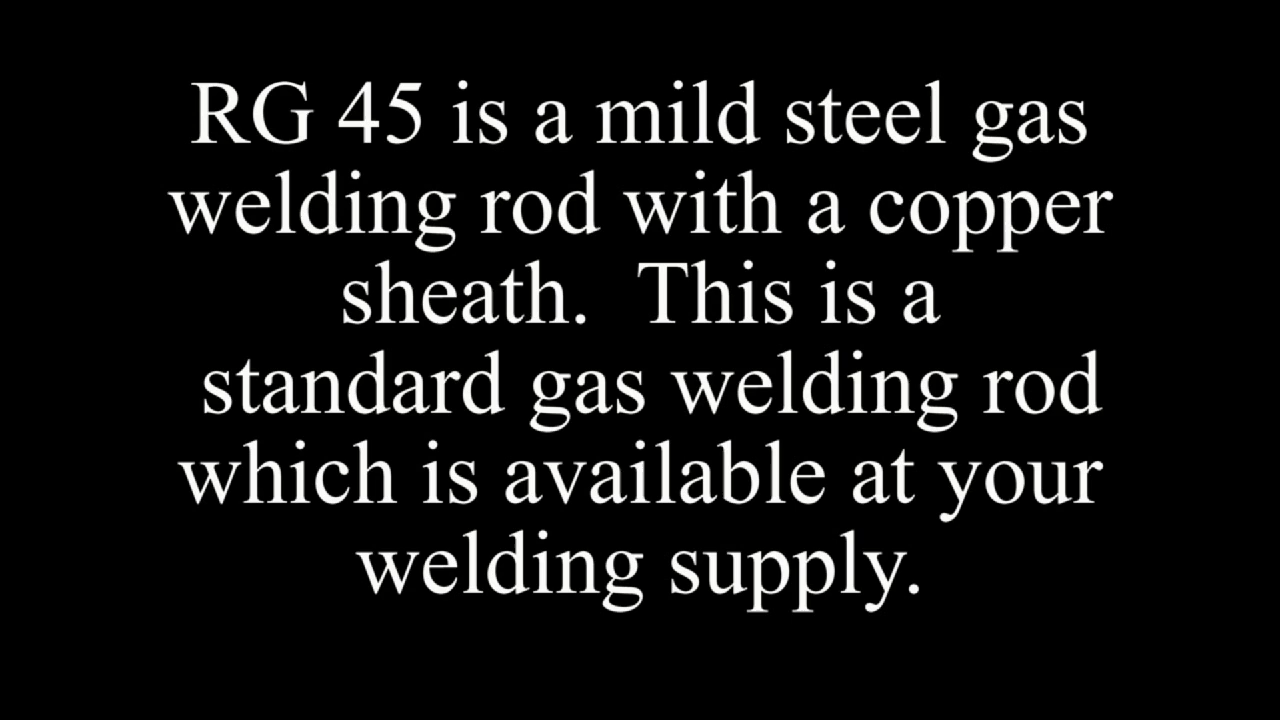 RG 45 is a mild steel gas
welding rod with a copper
sheath.  This is a
standard gas welding rod
which is available at your
welding supply.